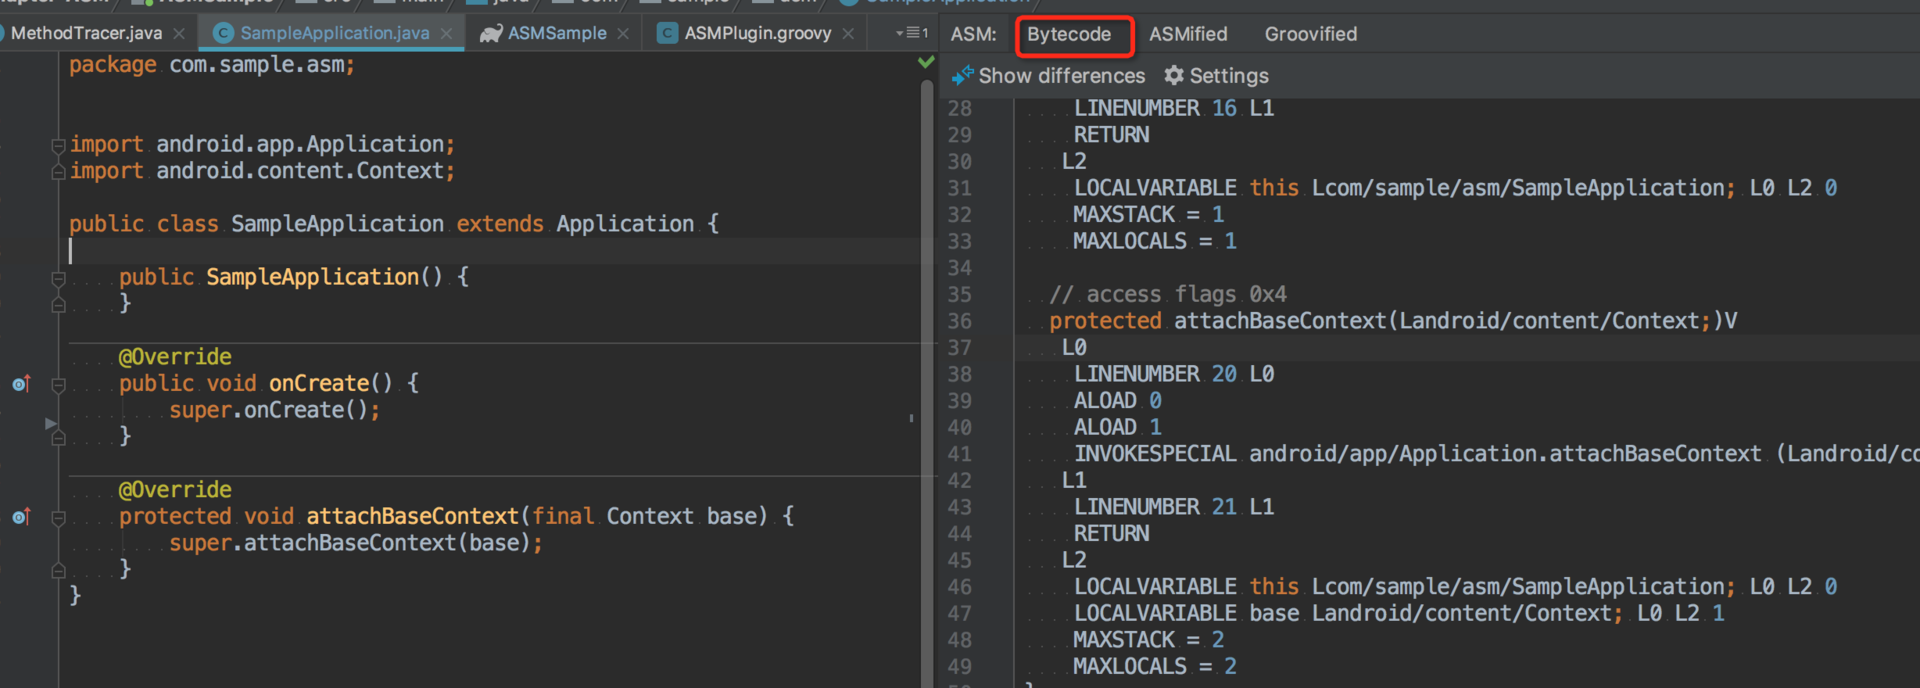 MethodTracer.java
SampleApplication.java
ASMSample
ASMPlugin.groovy
1
package com.sample.asm;
import android.app.Application;
import android.content.Context;
public class SampleApplication extends Application {
public SampleApplication() {
}
@Override
public void onCreate() {
super.onCreate();
}
@Override
protected void attachBaseContext(final Context base) {
super.attachBaseContext(base);
}
}
ASM: Bytecode ASMified Groovified
Show differences Settings
28 LINENUMBER 16 L1
29 RETURN
30 L2
31 LOCALVARIABLE this Lcom/sample/asm/SampleApplication; L0 L2 0
32 MAXSTACK = 1
33 MAXLOCALS = 1
34
35 // access flags 0x4
36 protected attachBaseContext(Landroid/content/Context;)V
37 L0
38 LINENUMBER 20 L0
39 ALOAD 0
40 ALOAD 1
41 INVOKESPECIAL android/app/Application.attachBaseContext (Landroid/co
42 L1
43 LINENUMBER 21 L1
44 RETURN
45 L2
46 LOCALVARIABLE this Lcom/sample/asm/SampleApplication; L0 L2 0
47 LOCALVARIABLE base Landroid/content/Context; L0 L2 1
48 MAXSTACK = 2
49 MAXLOCALS = 2